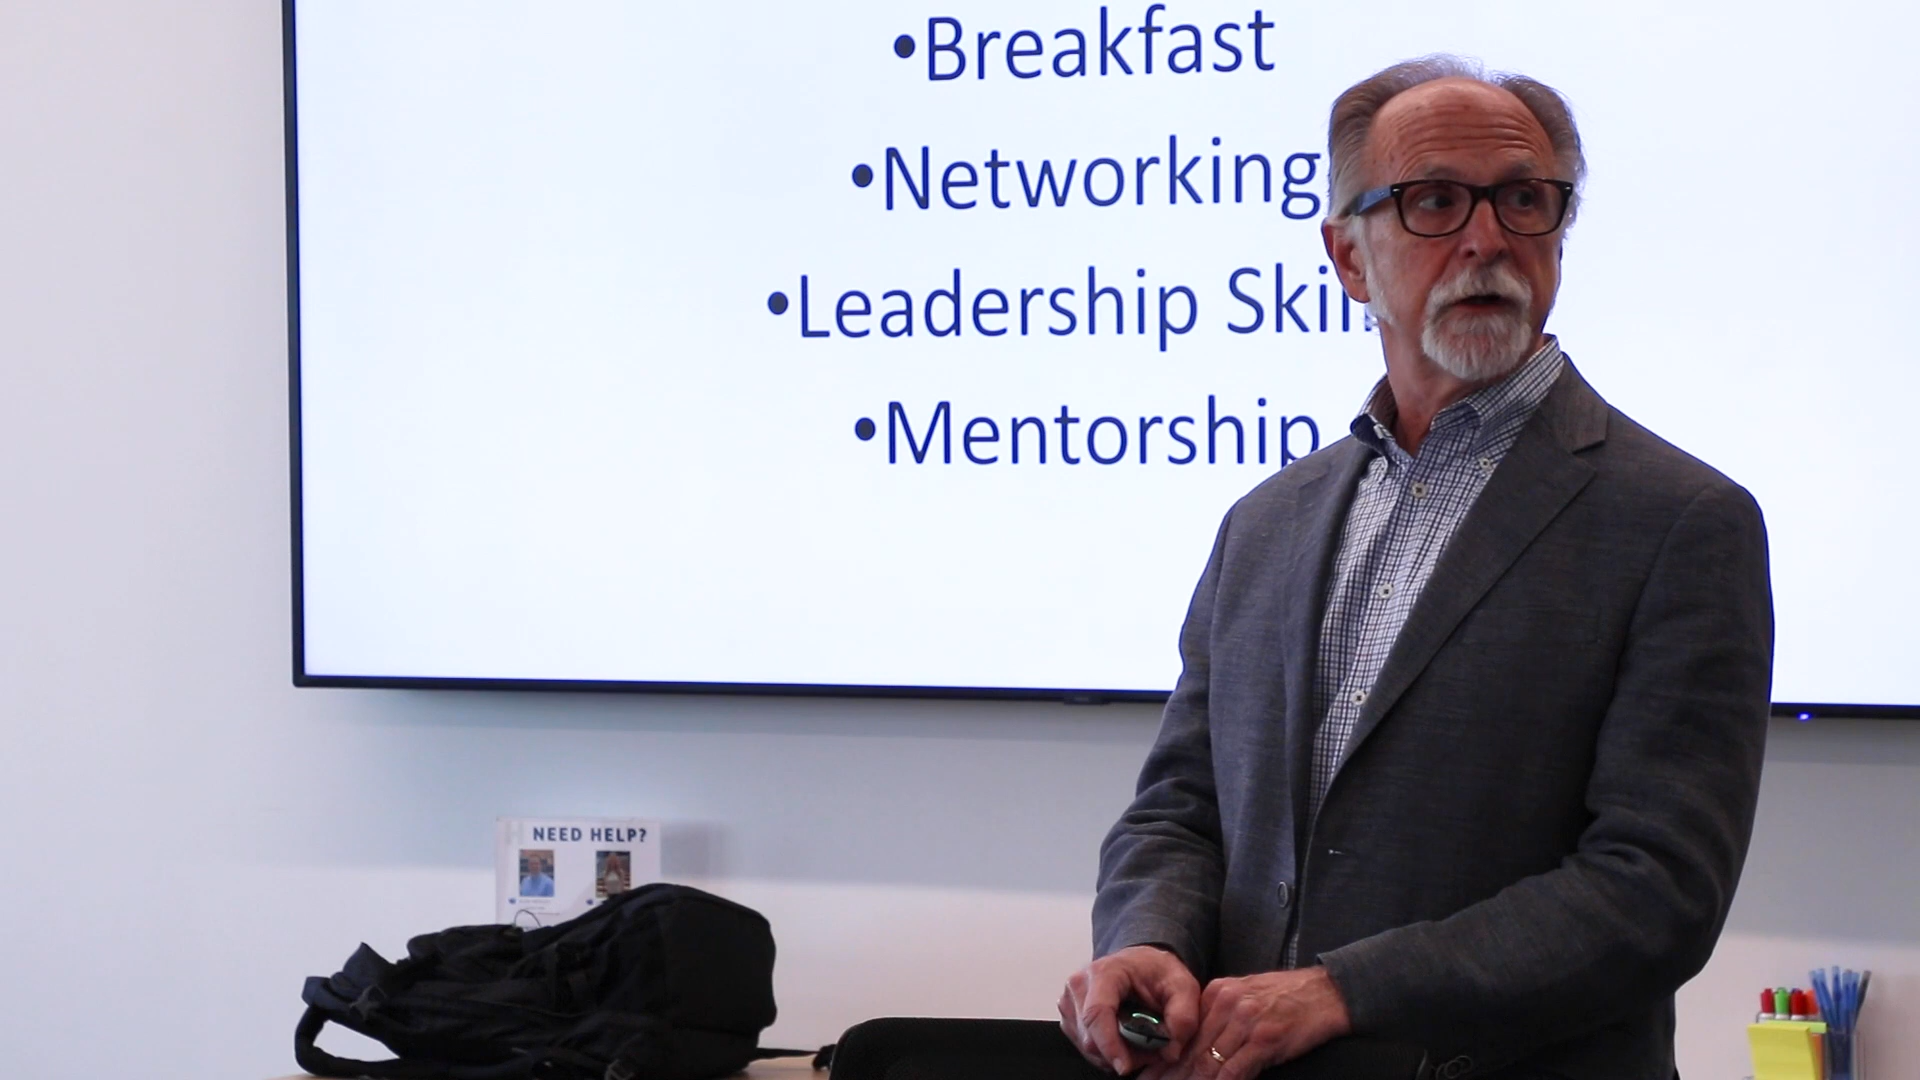 •Breakfast
•Networking
•Leadership Skil
•Mentorship
NEED HELP?